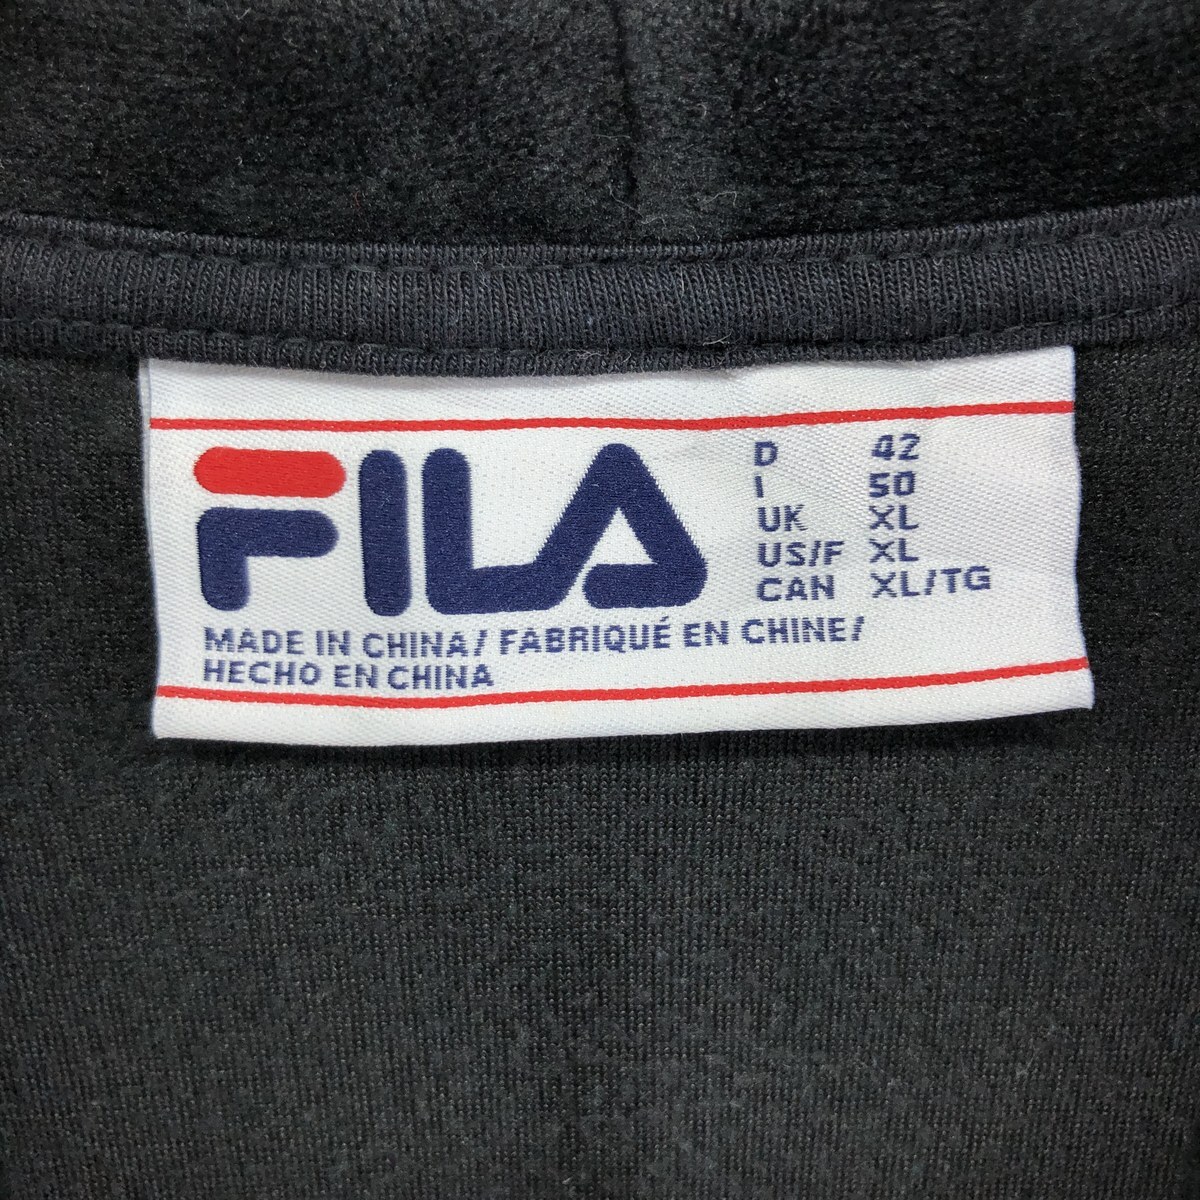 FILA
D 42
I 50
UK XL
US/F XL
CAN XL/TG
MADE IN CHINA/ FABRIQUÉ EN CHINE/
HECHO EN CHINA